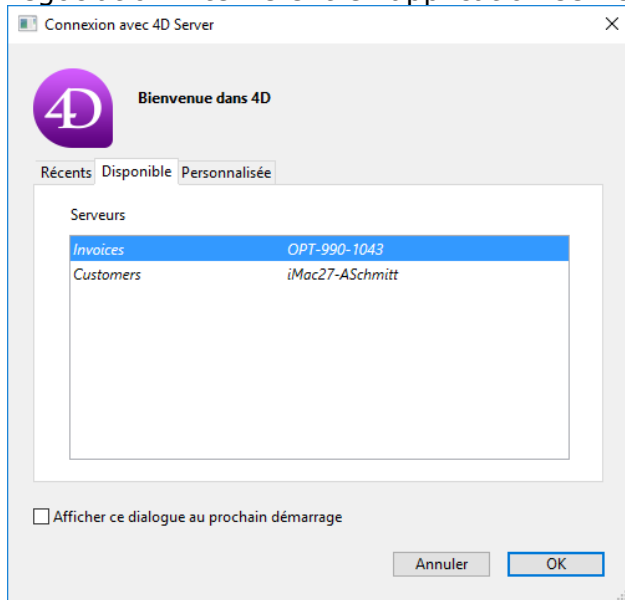 Connexion avec 4D Server
4D
Bienvenue dans 4D
Récents Disponible Personnalisée
Serveurs
Invoices OPT-990-1043
Customers iMac27-ASchmitt
Afficher ce dialogue au prochain démarrage
Annuler OK